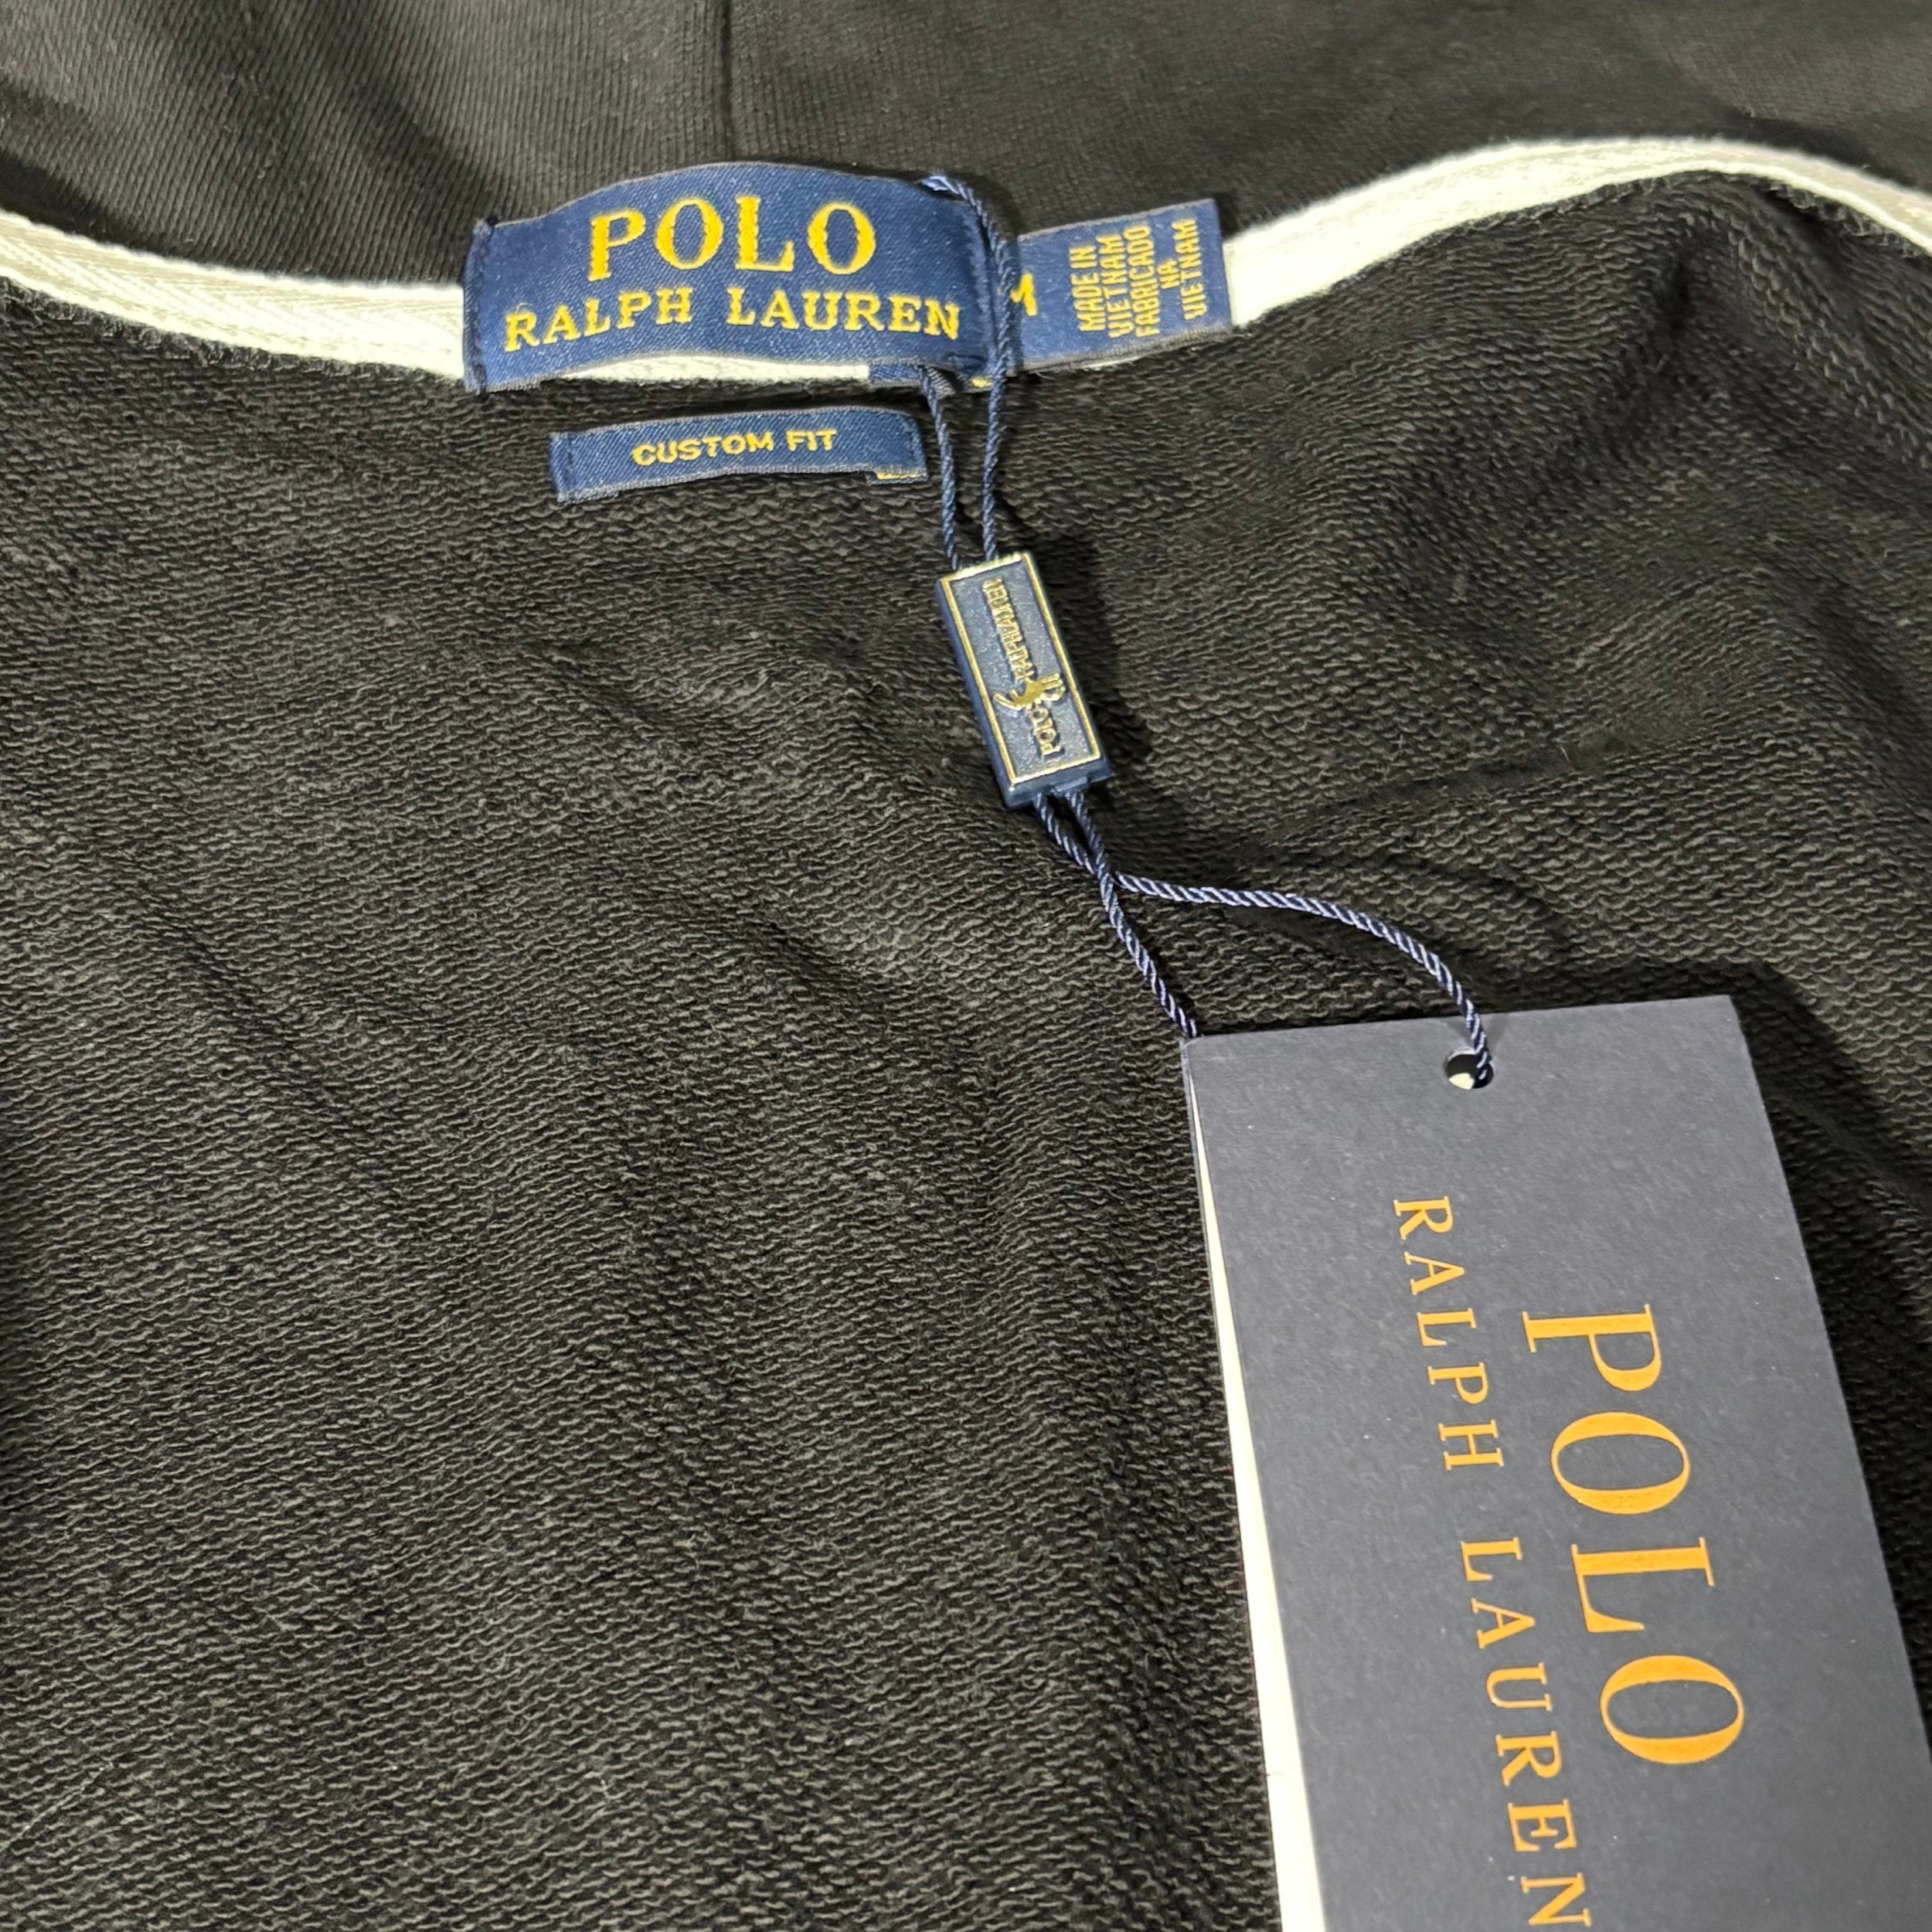 POLO
RALPH LAUREN
M
MADE IN
VIETNAM
FABRICADO
NA
VIETNAM
CUSTOM FIT
POLO RALPH LAUREN
POLO
RALPH LAUREN